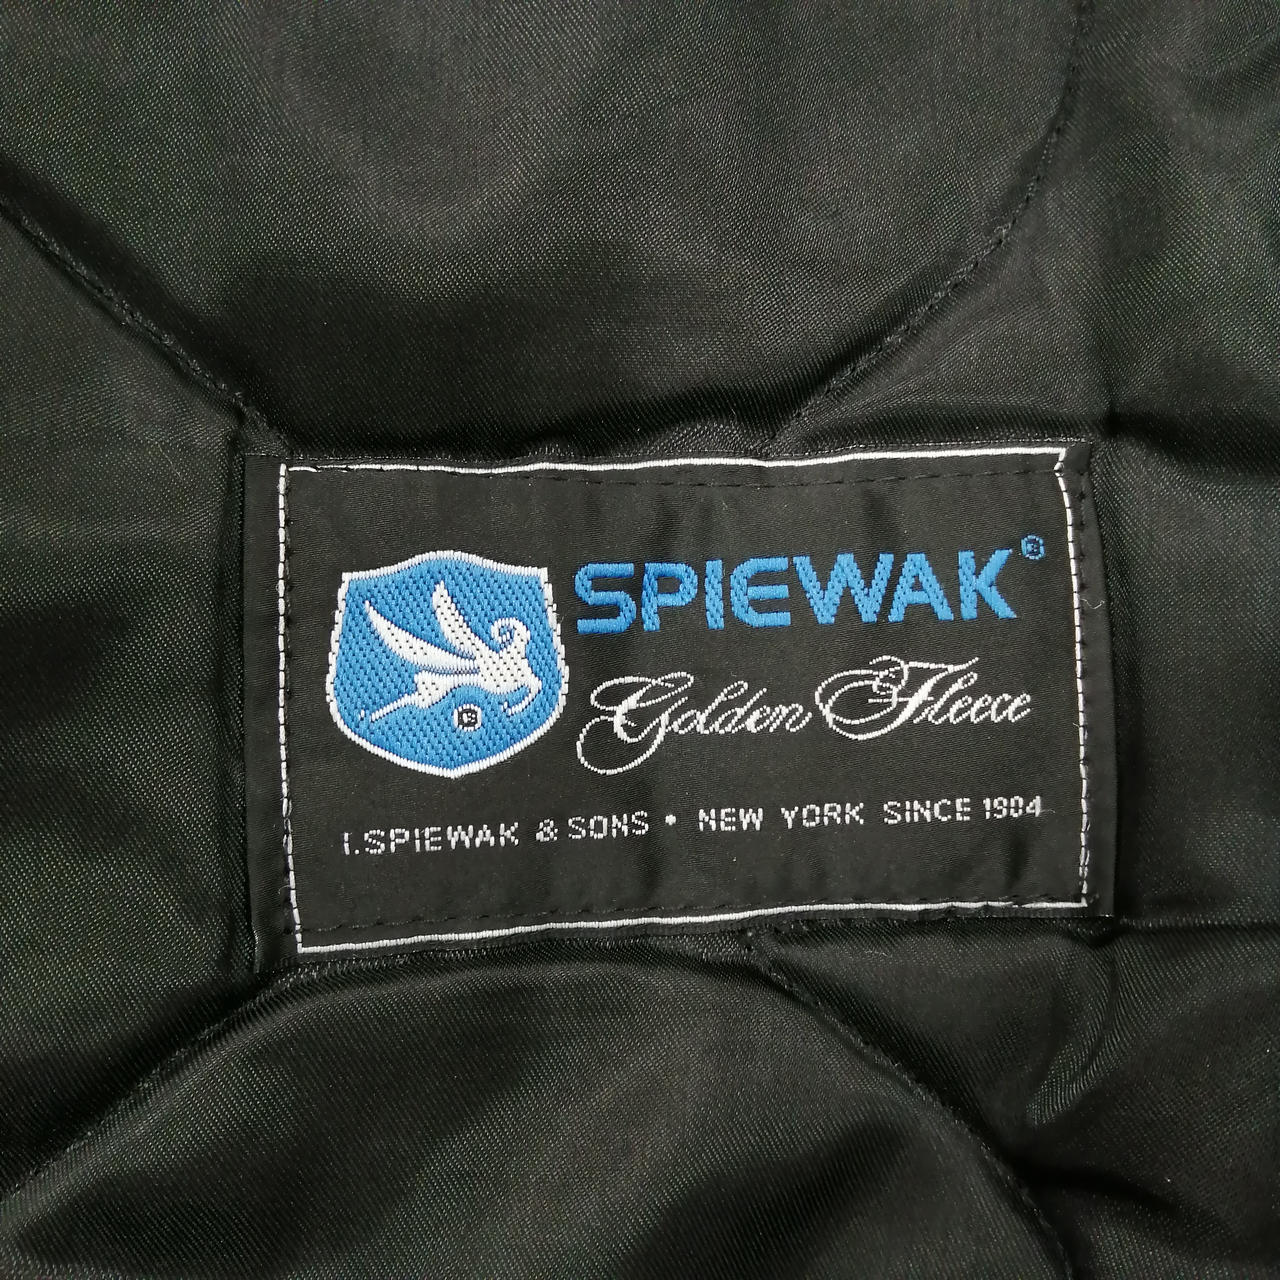 SPIEWAK®
Golden Fleece
I.SPIEWAK & SONS • NEW YORK SINCE 1904